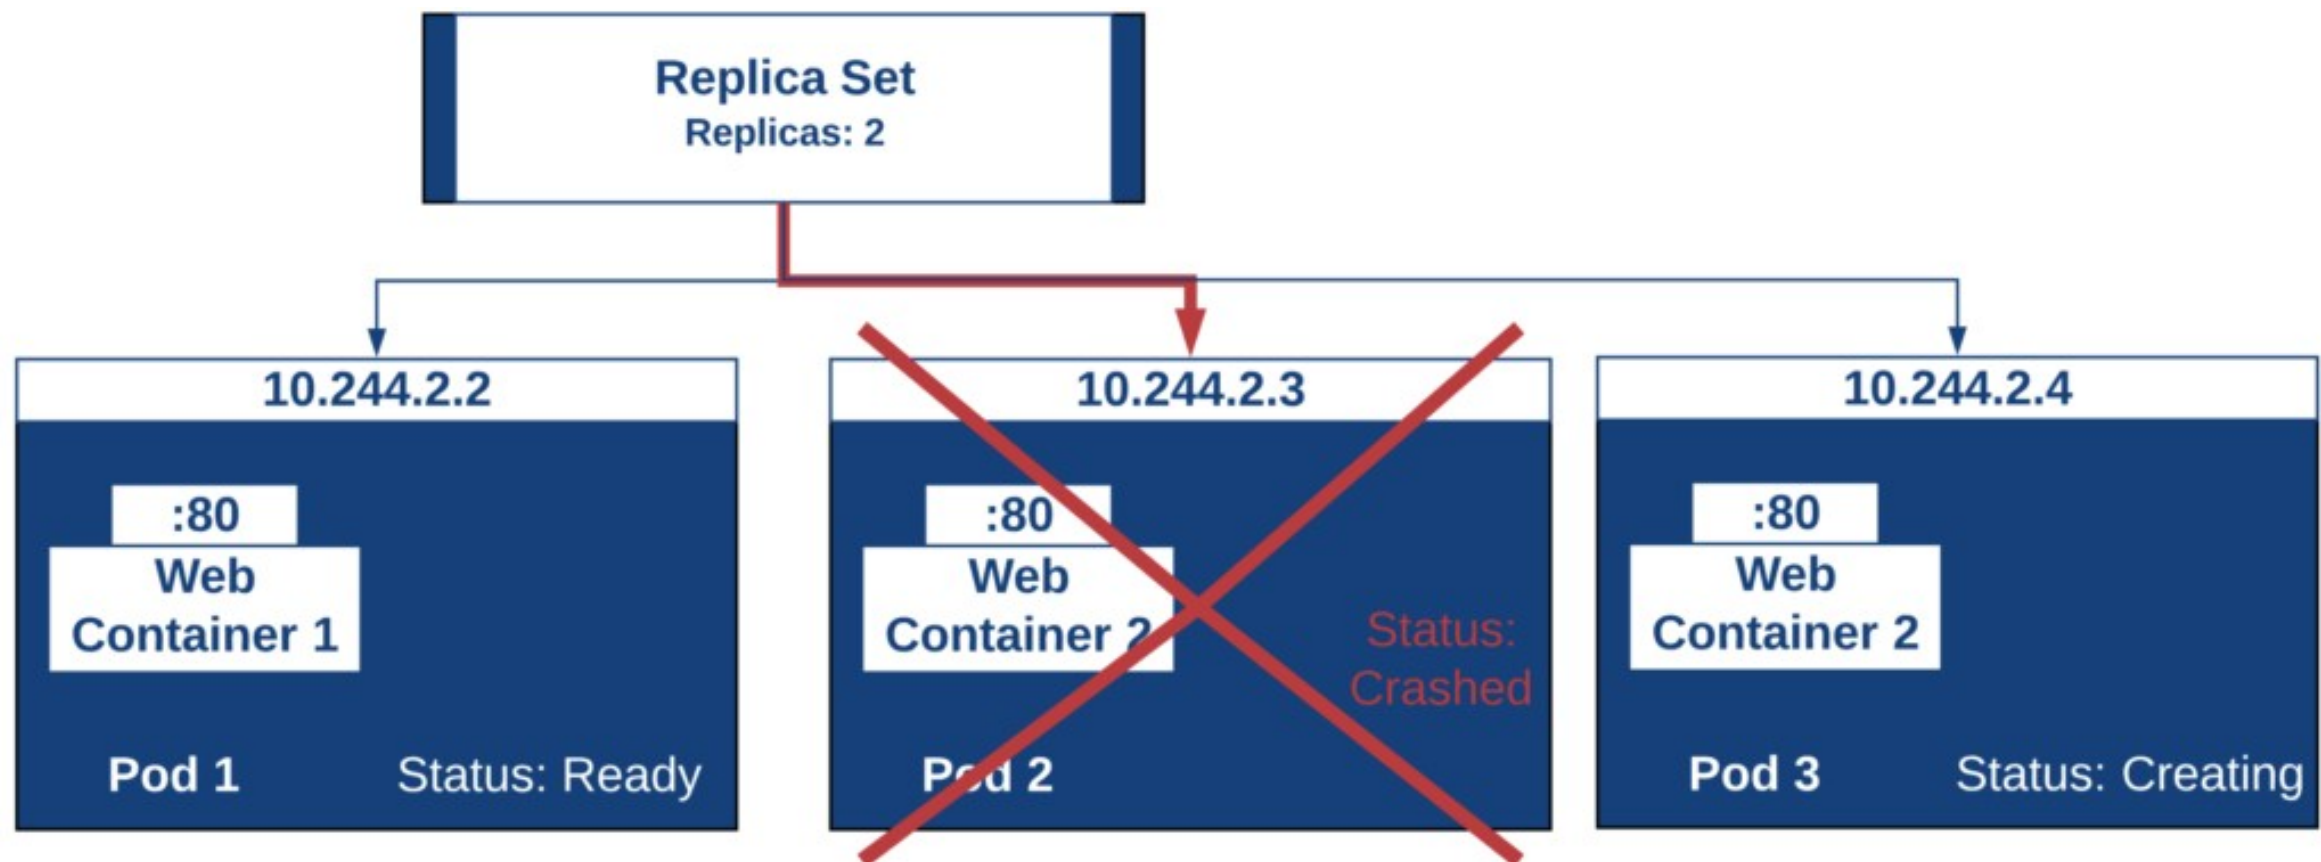 Replica Set
Replicas: 2
10.244.2.2
:80
Web
Container 1
Pod 1
Status: Ready
10.244.2.3
:80
Web
Container 2
Status:
Crashed
Pod 2
10.244.2.4
:80
Web
Container 2
Pod 3
Status: Creating